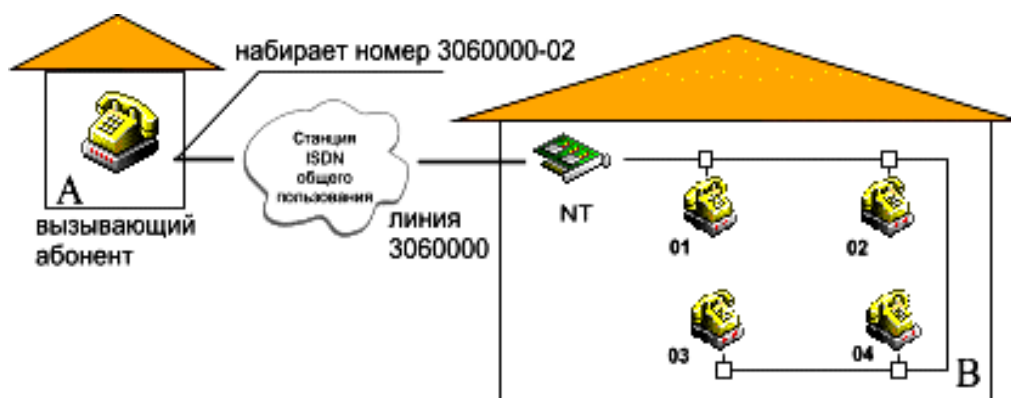 набирает номер 3060000-02
Станция
ISDN
общего
пользования
A
вызывающий
абонент
линия
3060000
NT
01
02
03
04
B